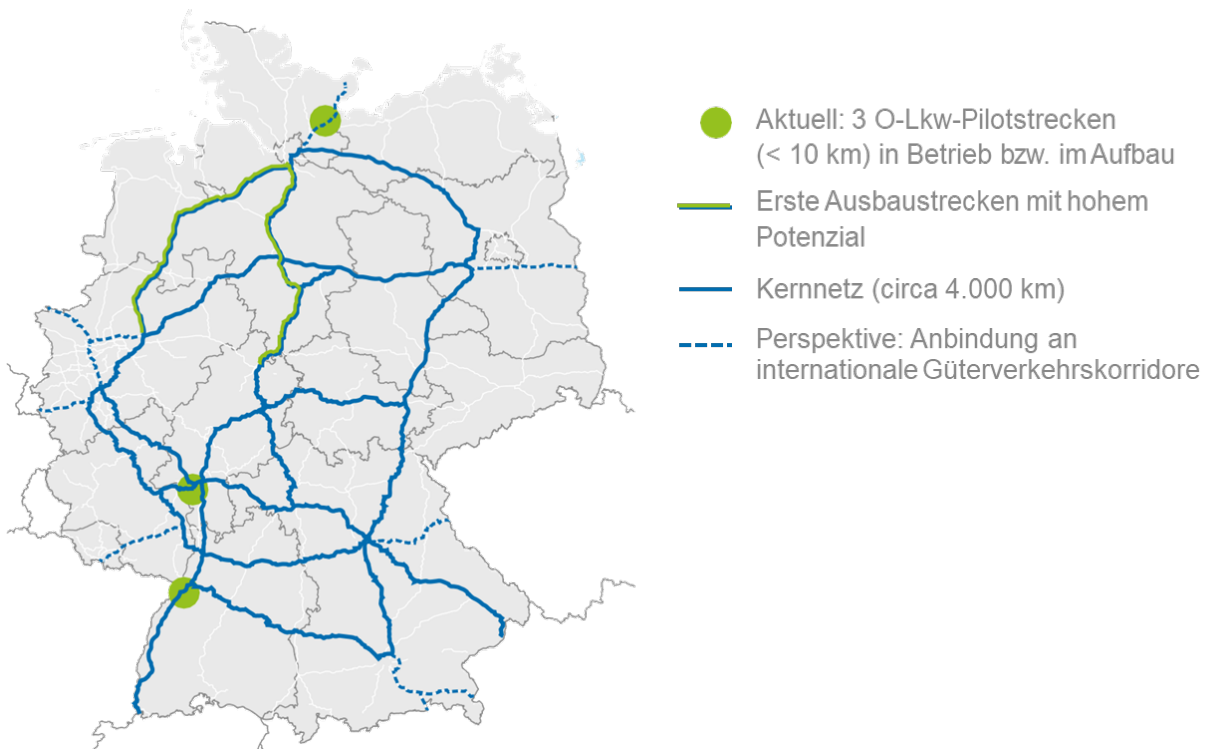 Aktuell: 3 O-Lkw-Pilotstrecken
(< 10 km) in Betrieb bzw. im Aufbau
Erste Ausbaustrecken mit hohem
Potenzial
Kernnetz (circa 4.000 km)
Perspektive: Anbindung an
internationale Güterverkehrskorridore